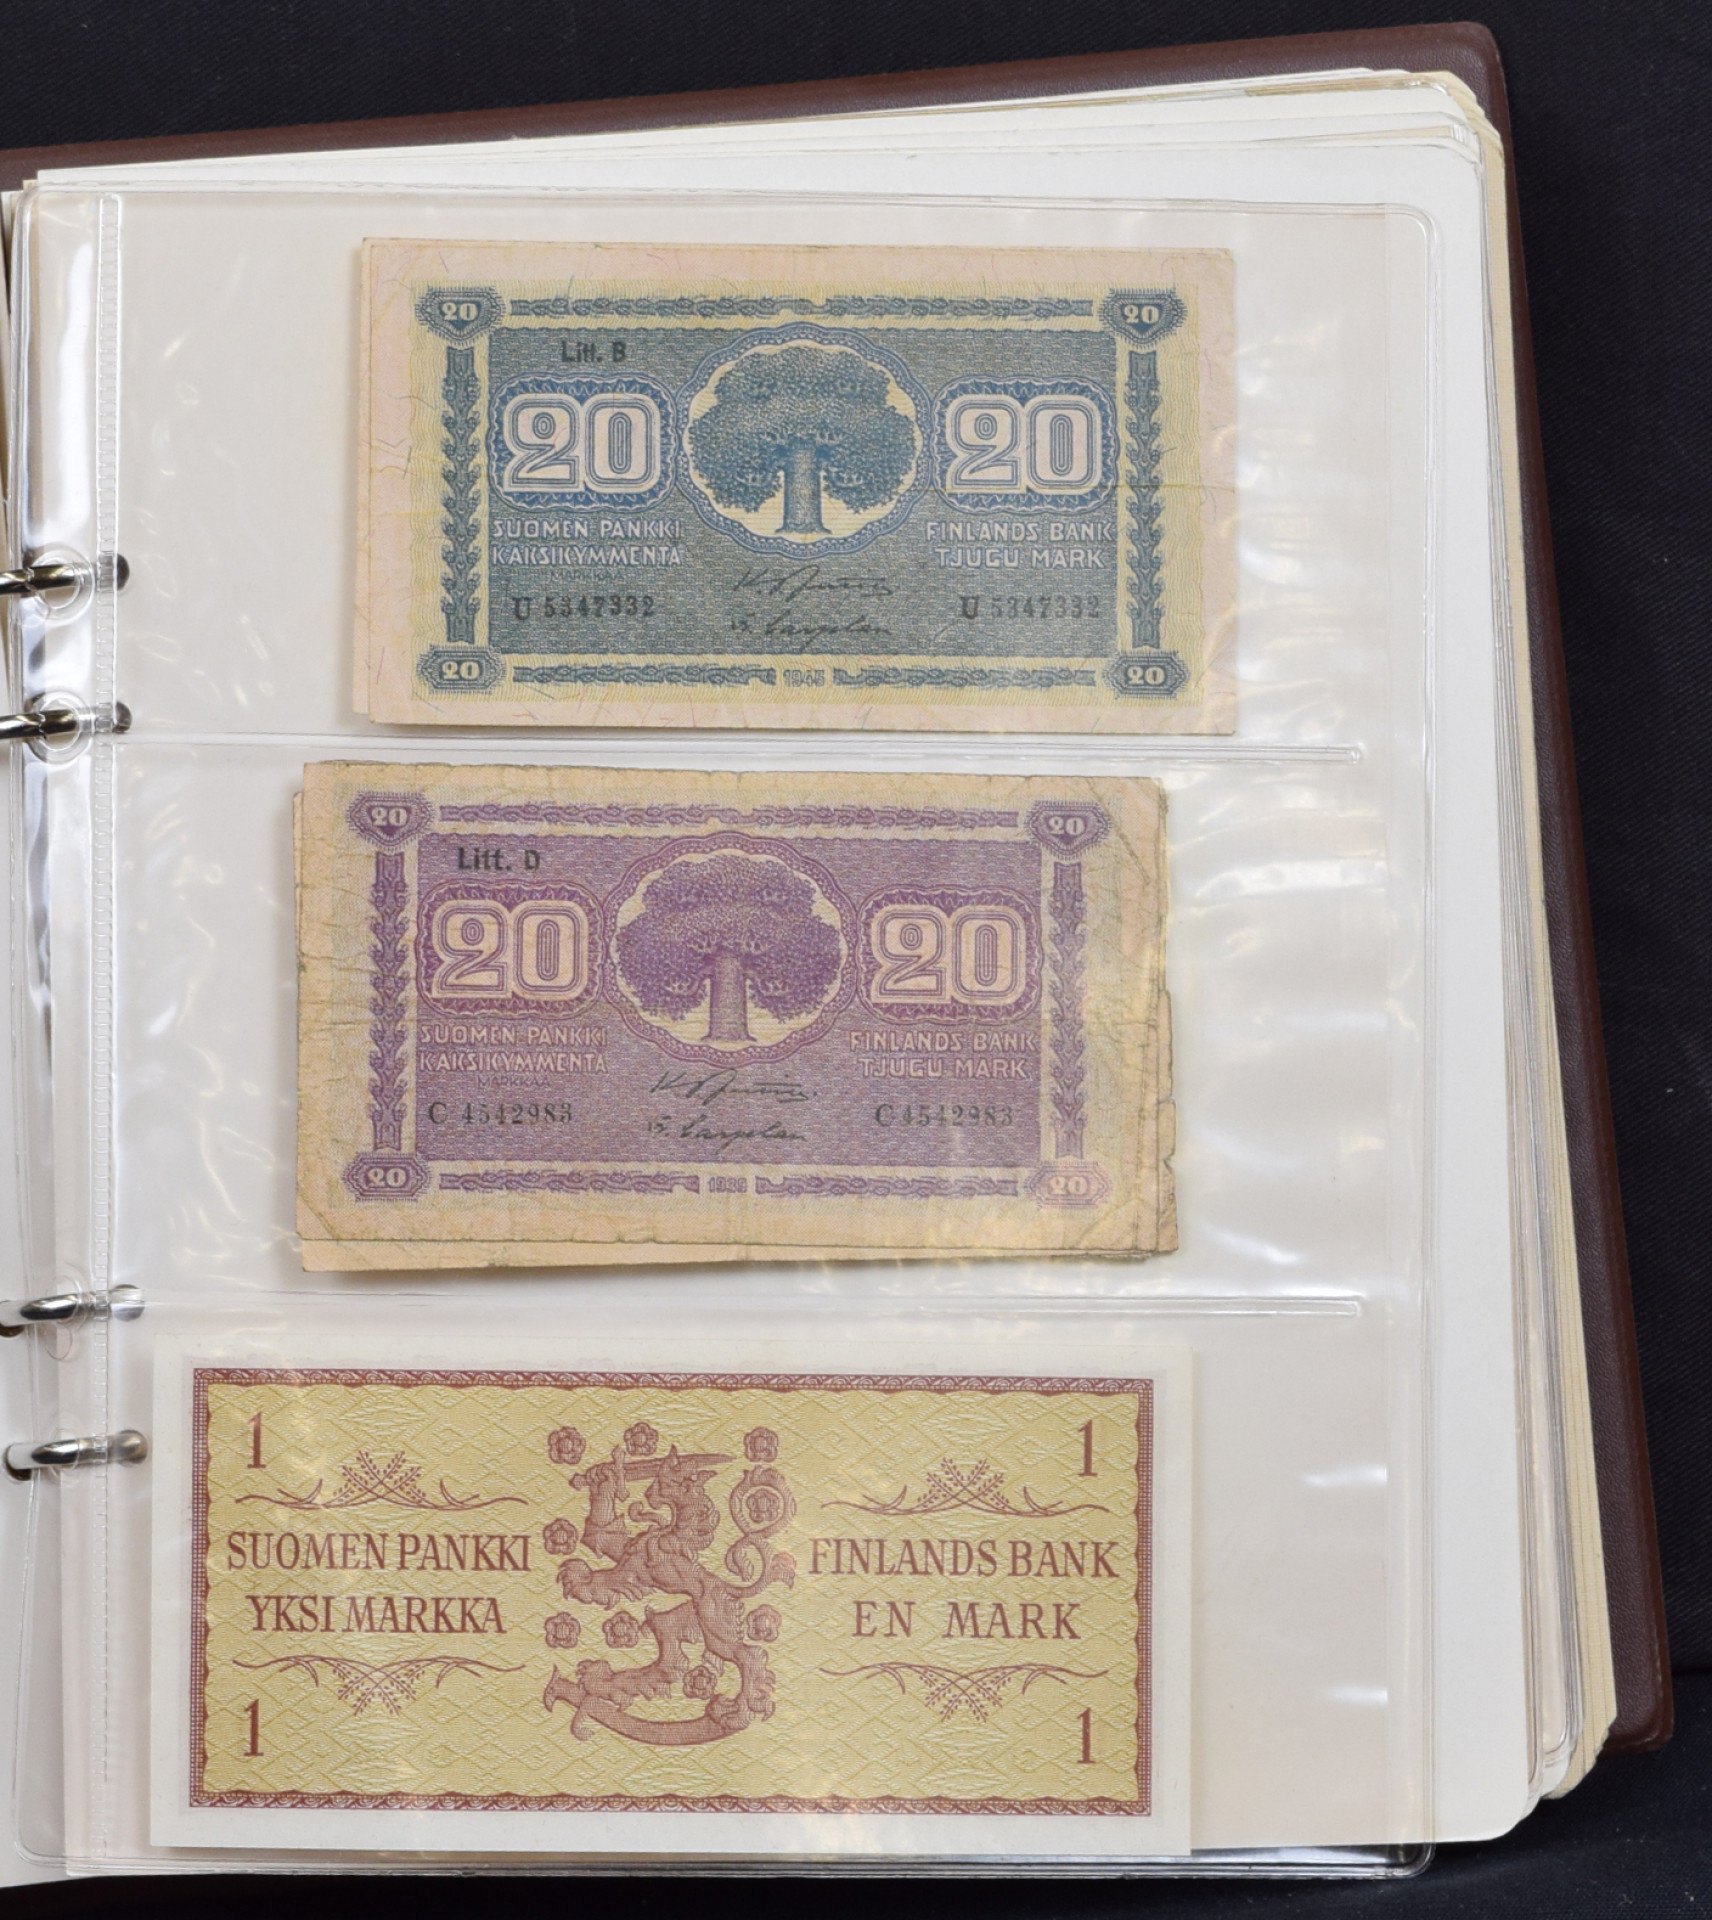 20 20
Litt. B
20 20
SUOMEN PANKKI FINLANDS BANK
KAKSIKYMMENTÄ TJUGU MARK
MARKKAA
U 5347332 U 5347332
20 1945 20
20 20
Litt. D
20 20
SUOMEN PANKKI FINLANDS BANK
KAKSIKYMMENTÄ TJUGU MARK
MARKKAA
C 4542983 C 4542983
20 1939 20
1 1
SUOMEN PANKKI FINLANDS BANK
YKSI MARKKA EN MARK
1 1